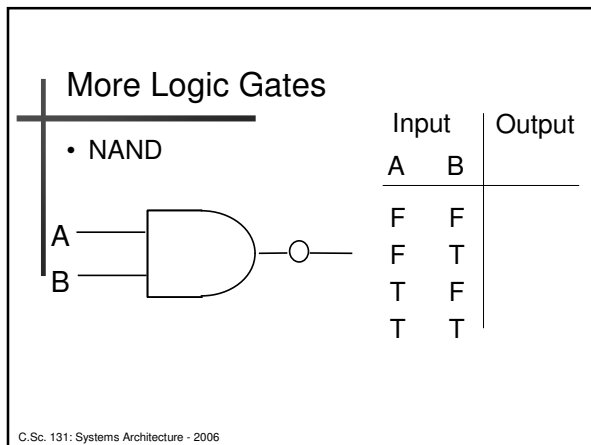 More Logic Gates
• NAND
A
B
Input Output
A B
F F
F T
T F
T T
C.Sc. 131: Systems Architecture - 2006